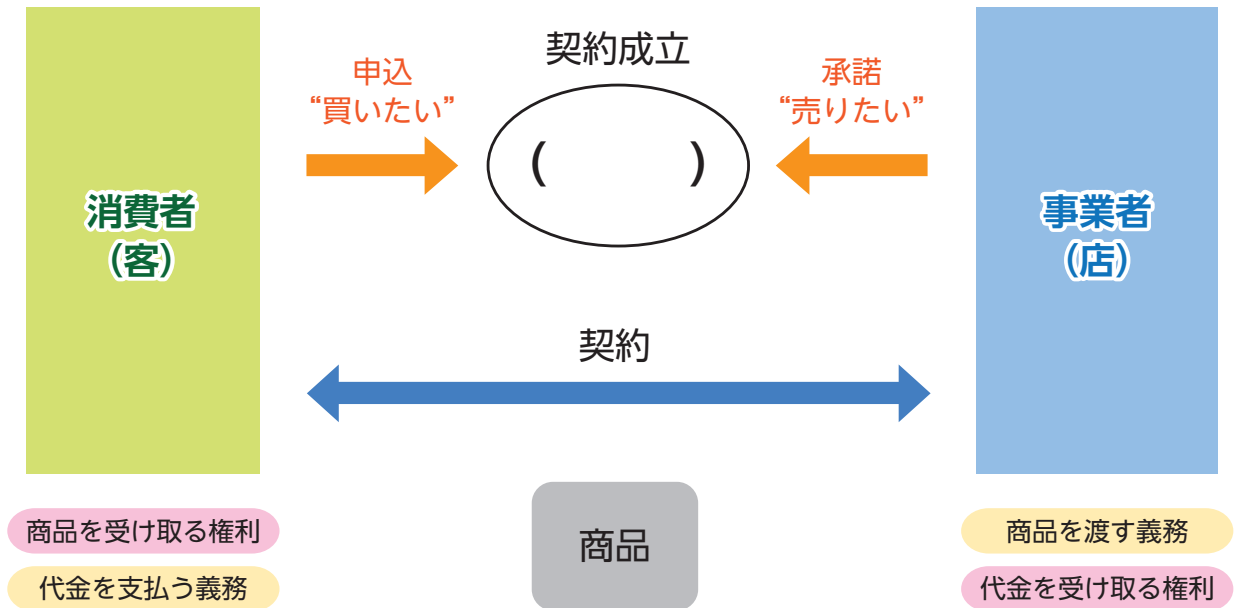 契約成立
申込
“買いたい”
承諾
“売りたい”
(　　　)
消費者
(客)
事業者
(店)
契約
商品を受け取る権利
代金を支払う義務
商品
商品を渡す義務
代金を受け取る権利